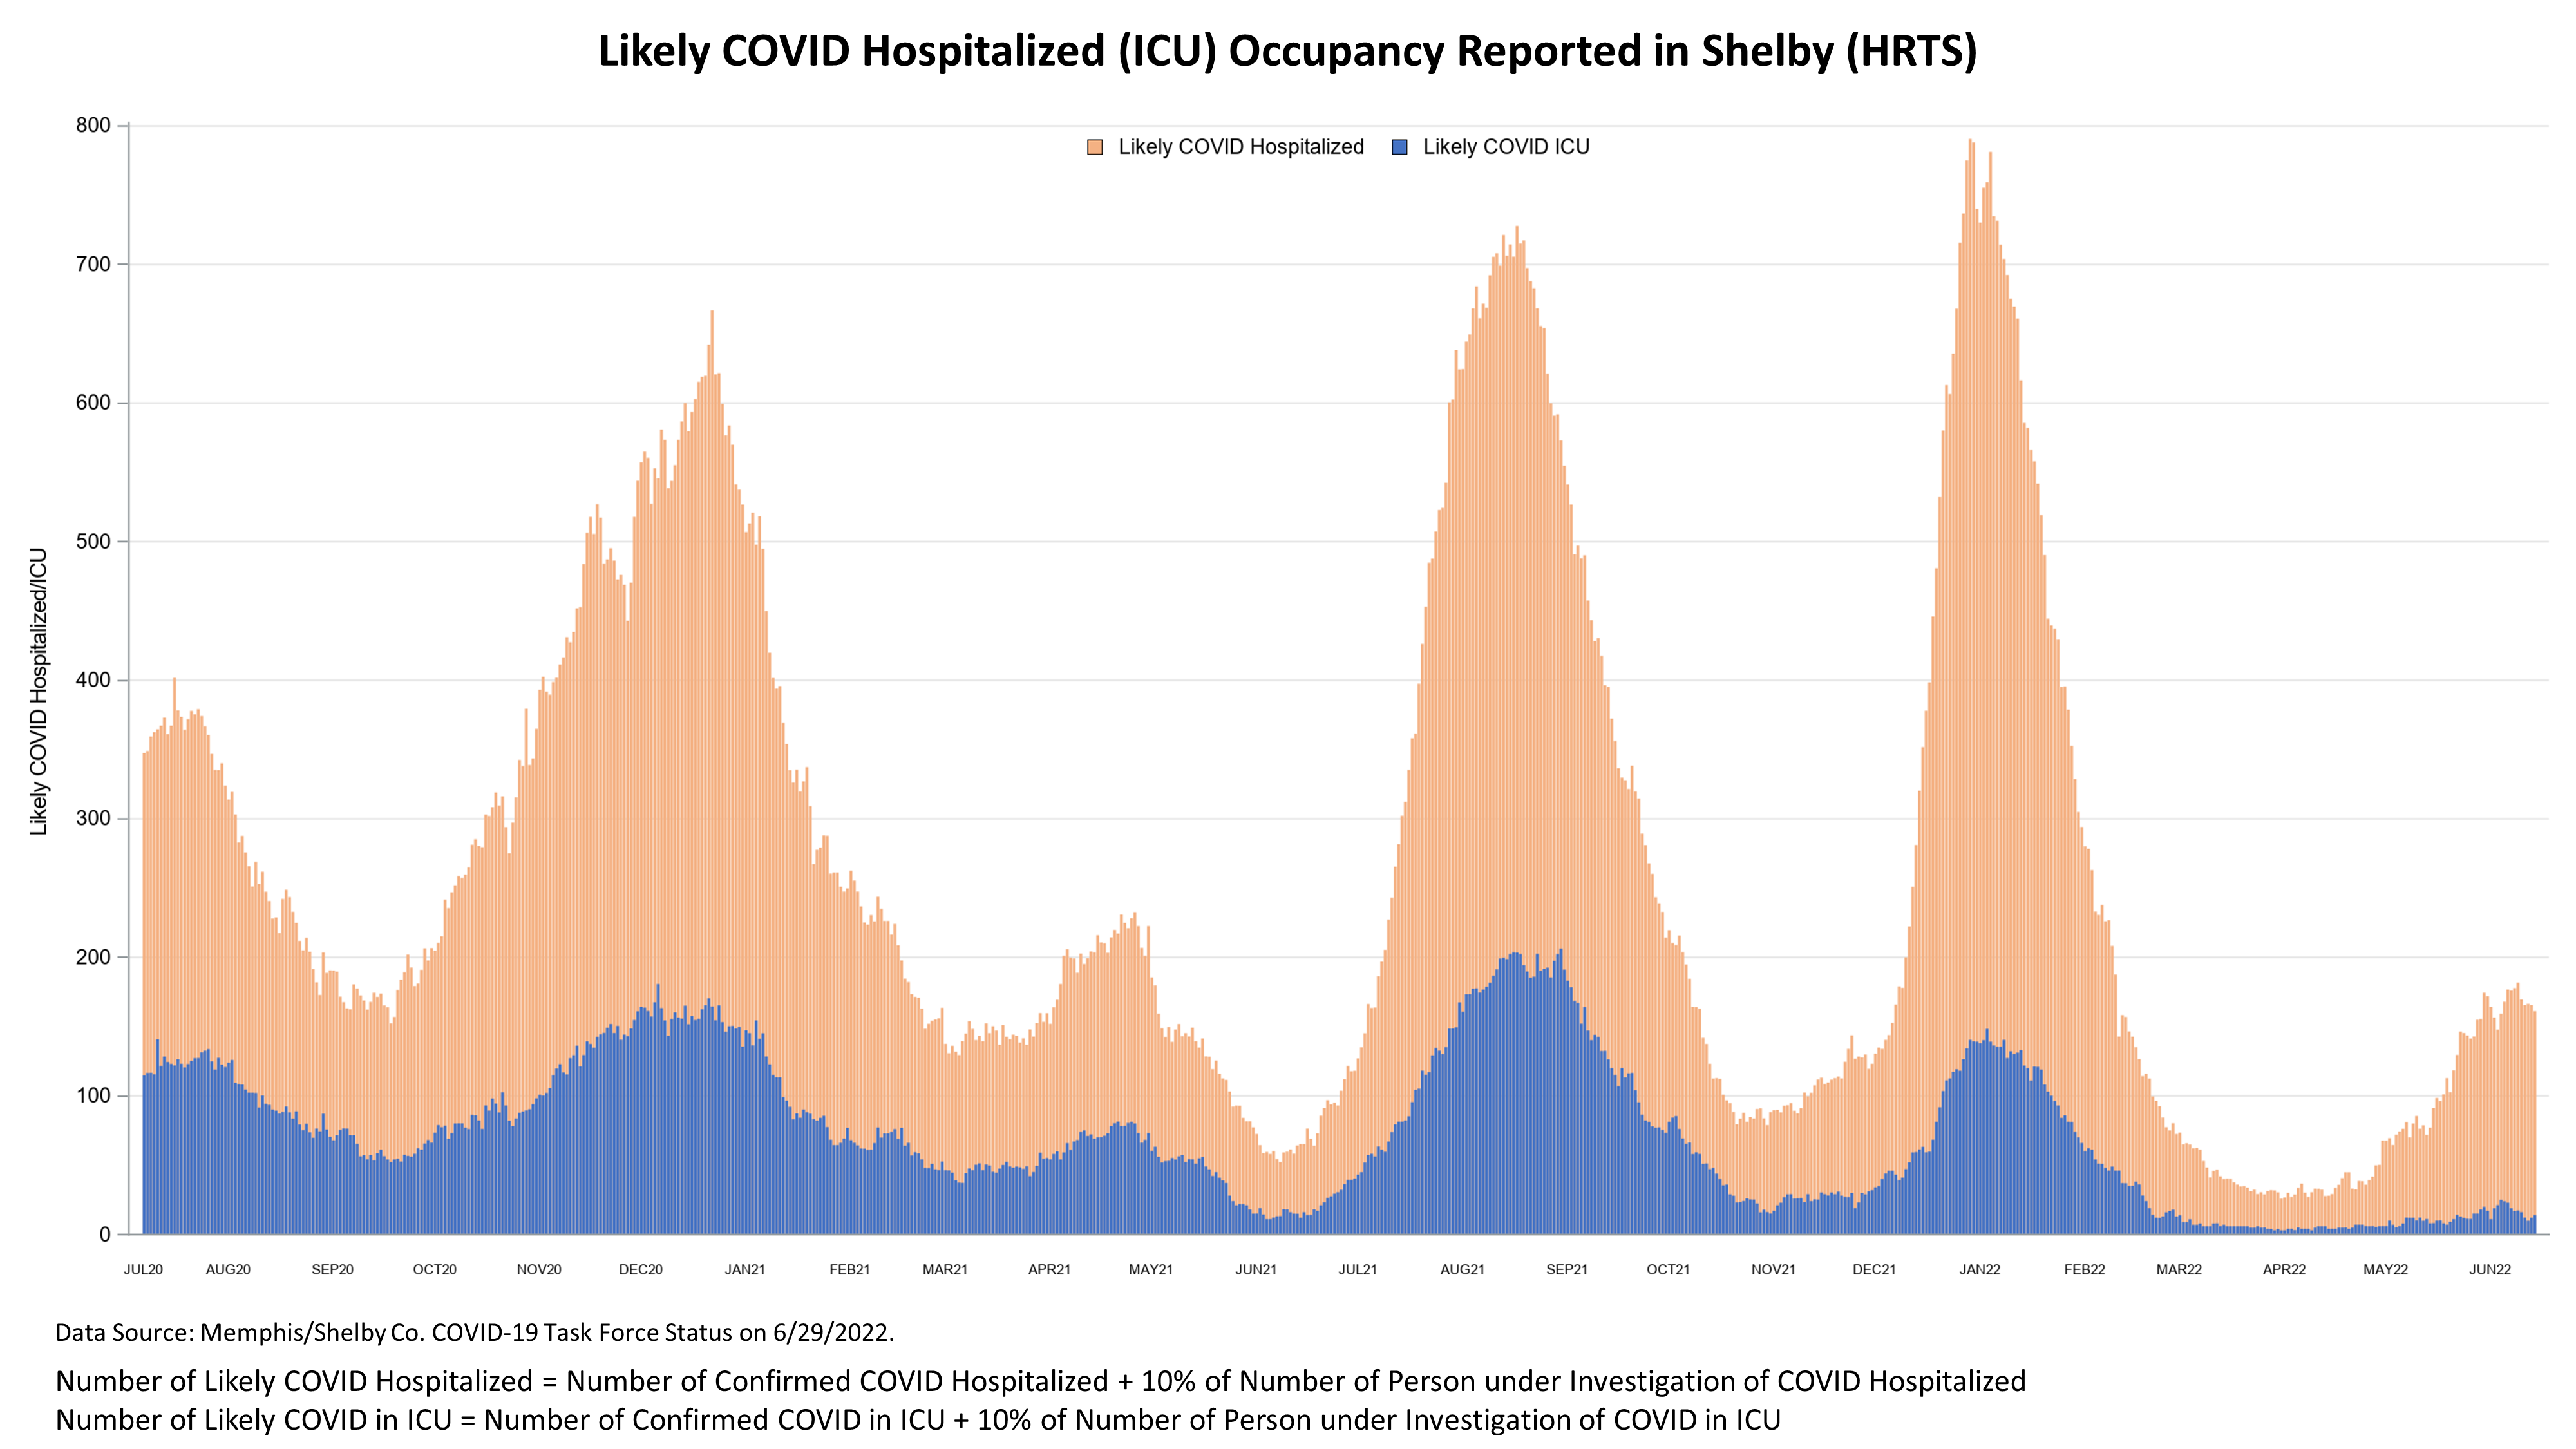 Likely COVID Hospitalized (ICU) Occupancy Reported in Shelby (HRTS)
Likely COVID Hospitalized Likely COVID ICU
Likely COVID Hospitalized/ICU
800
700
600
500
400
300
200
100
0
JUL20 AUG20 SEP20 OCT20 NOV20 DEC20 JAN21 FEB21 MAR21 APR21 MAY21 JUN21 JUL21 AUG21 SEP21 OCT21 NOV21 DEC21 JAN22 FEB22 MAR22 APR22 MAY22 JUN22
Data Source: Memphis/Shelby Co. COVID-19 Task Force Status on 6/29/2022.
Number of Likely COVID Hospitalized = Number of Confirmed COVID Hospitalized + 10% of Number of Person under Investigation of COVID Hospitalized
Number of Likely COVID in ICU = Number of Confirmed COVID in ICU + 10% of Number of Person under Investigation of COVID in ICU